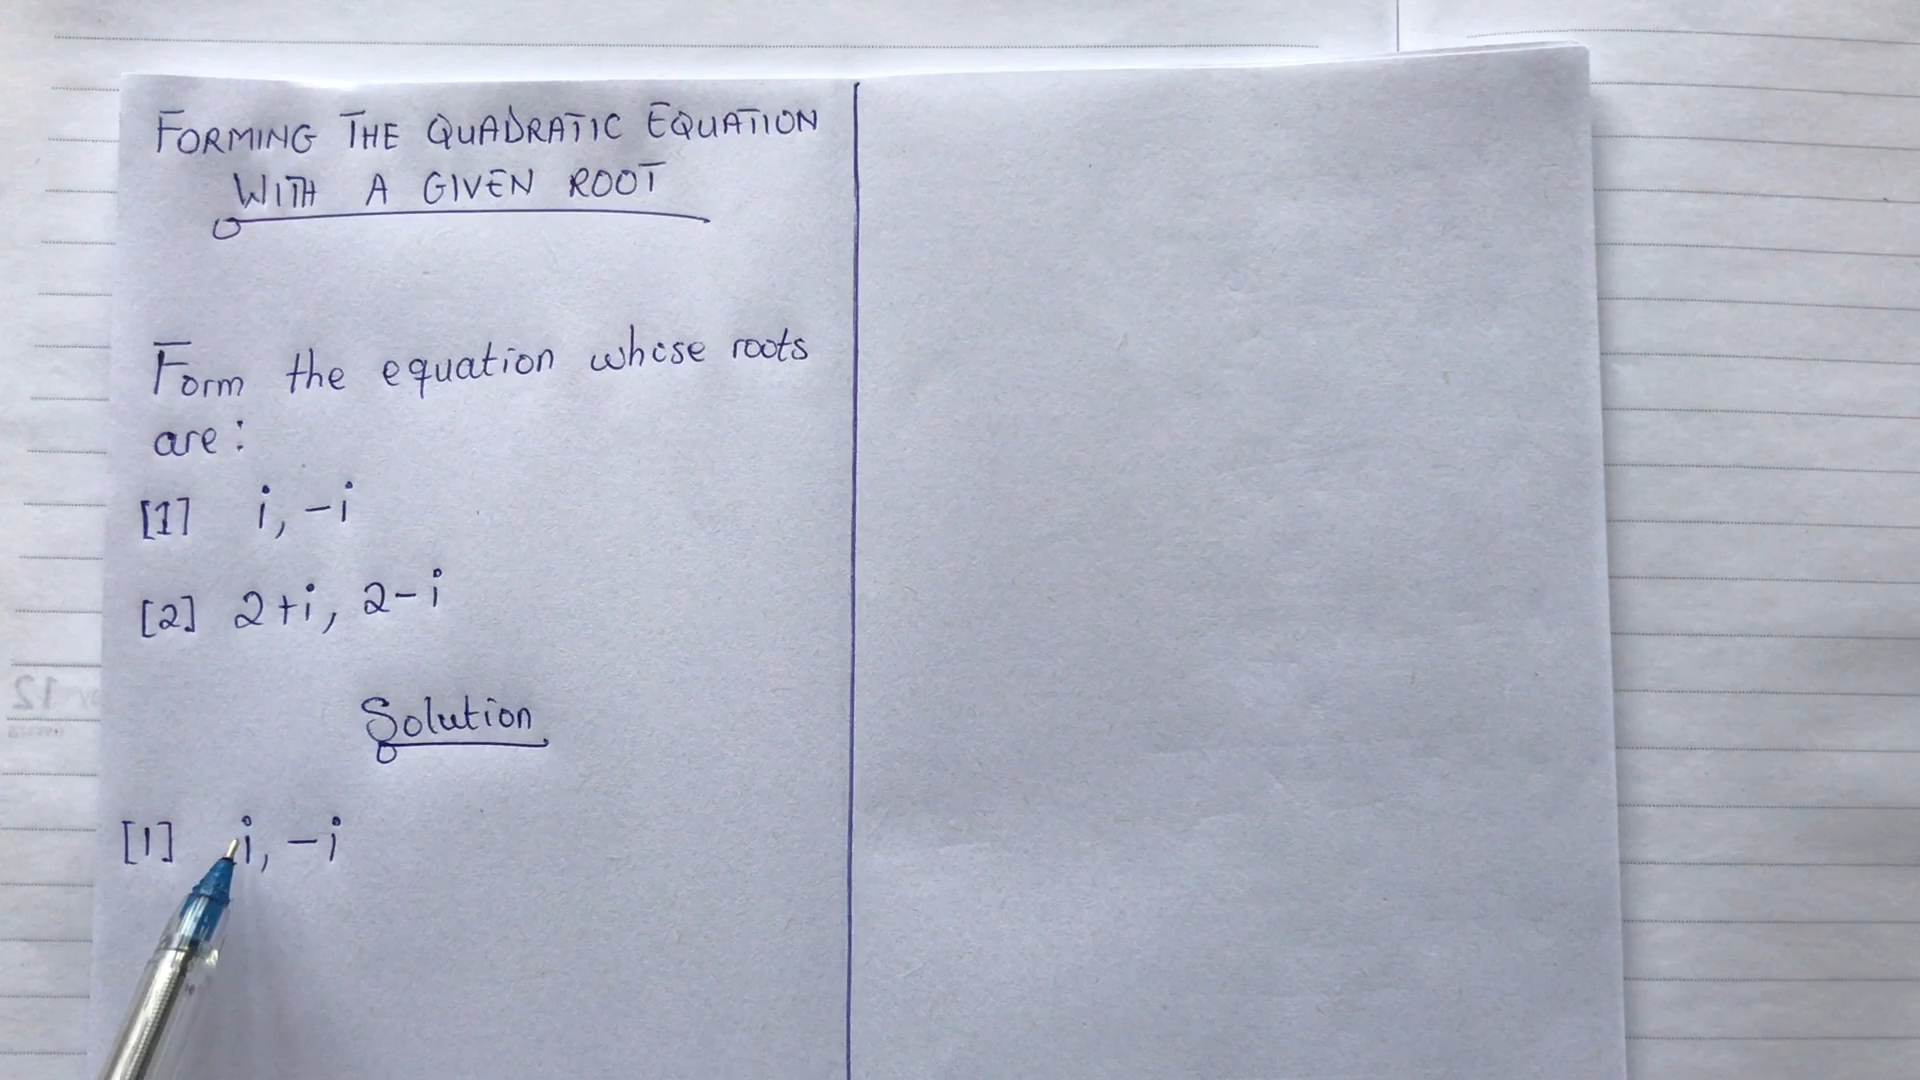 FORMING THE QUADRATIC EQUATION
WITH A GIVEN ROOT
Form the equation whose roots
are:
[1] i, -i
[2] 2+i, 2-i
Solution
[1] i, -i
12